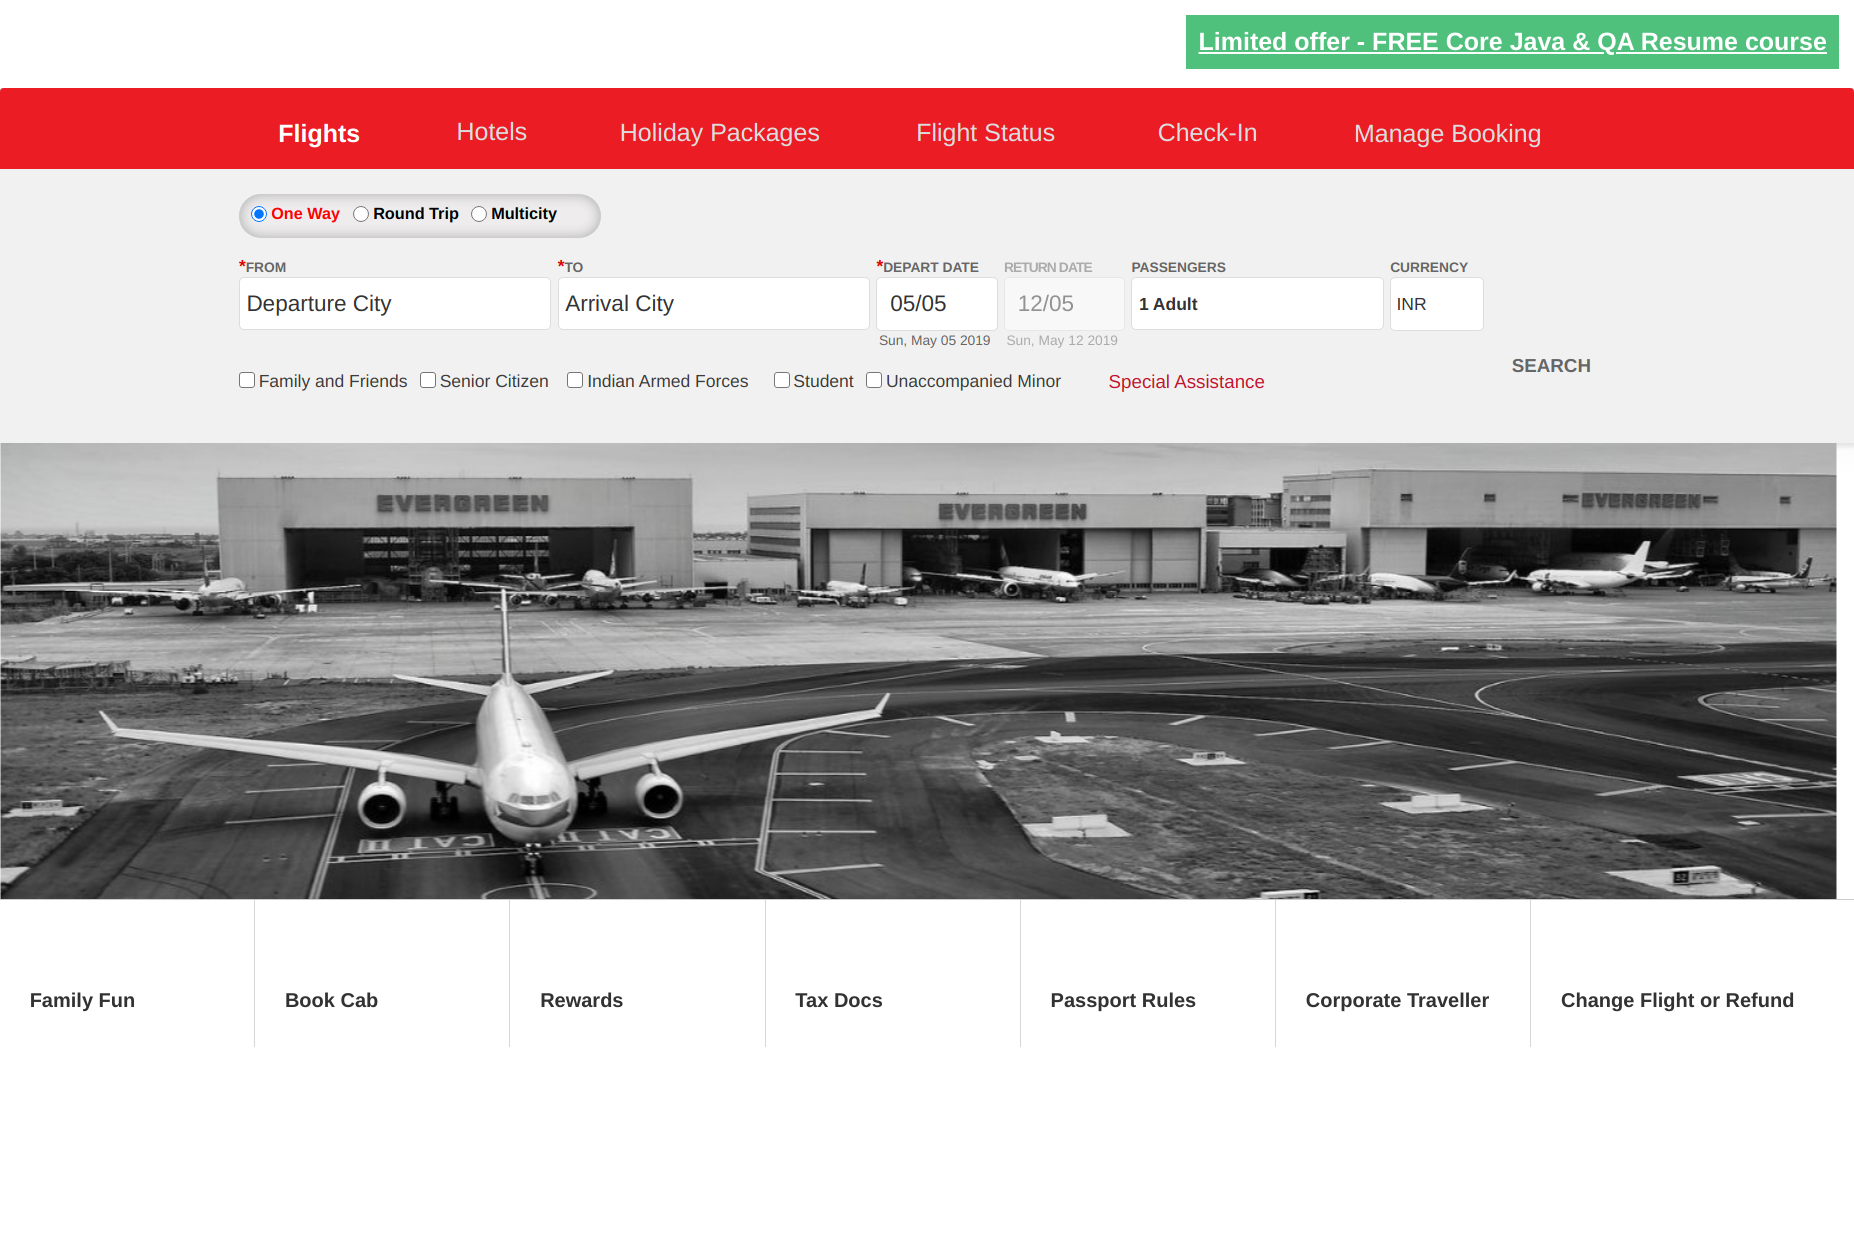 Limited offer - FREE Core Java & QA Resume course
Flights Hotels Holiday Packages Flight Status Check-In Manage Booking
One Way Round Trip Multicity
*FROM *TO *DEPART DATE RETURN DATE PASSENGERS CURRENCY
Departure City Arrival City 05/05 12/05 1 Adult INR
Sun, May 05 2019 Sun, May 12 2019
SEARCH
Family and Friends Senior Citizen Indian Armed Forces Student Unaccompanied Minor Special Assistance
EVERGREEN EVERGREEN EVERGREEN
CAT II CAT II
Family Fun Book Cab Rewards Tax Docs Passport Rules Corporate Traveller Change Flight or Refund